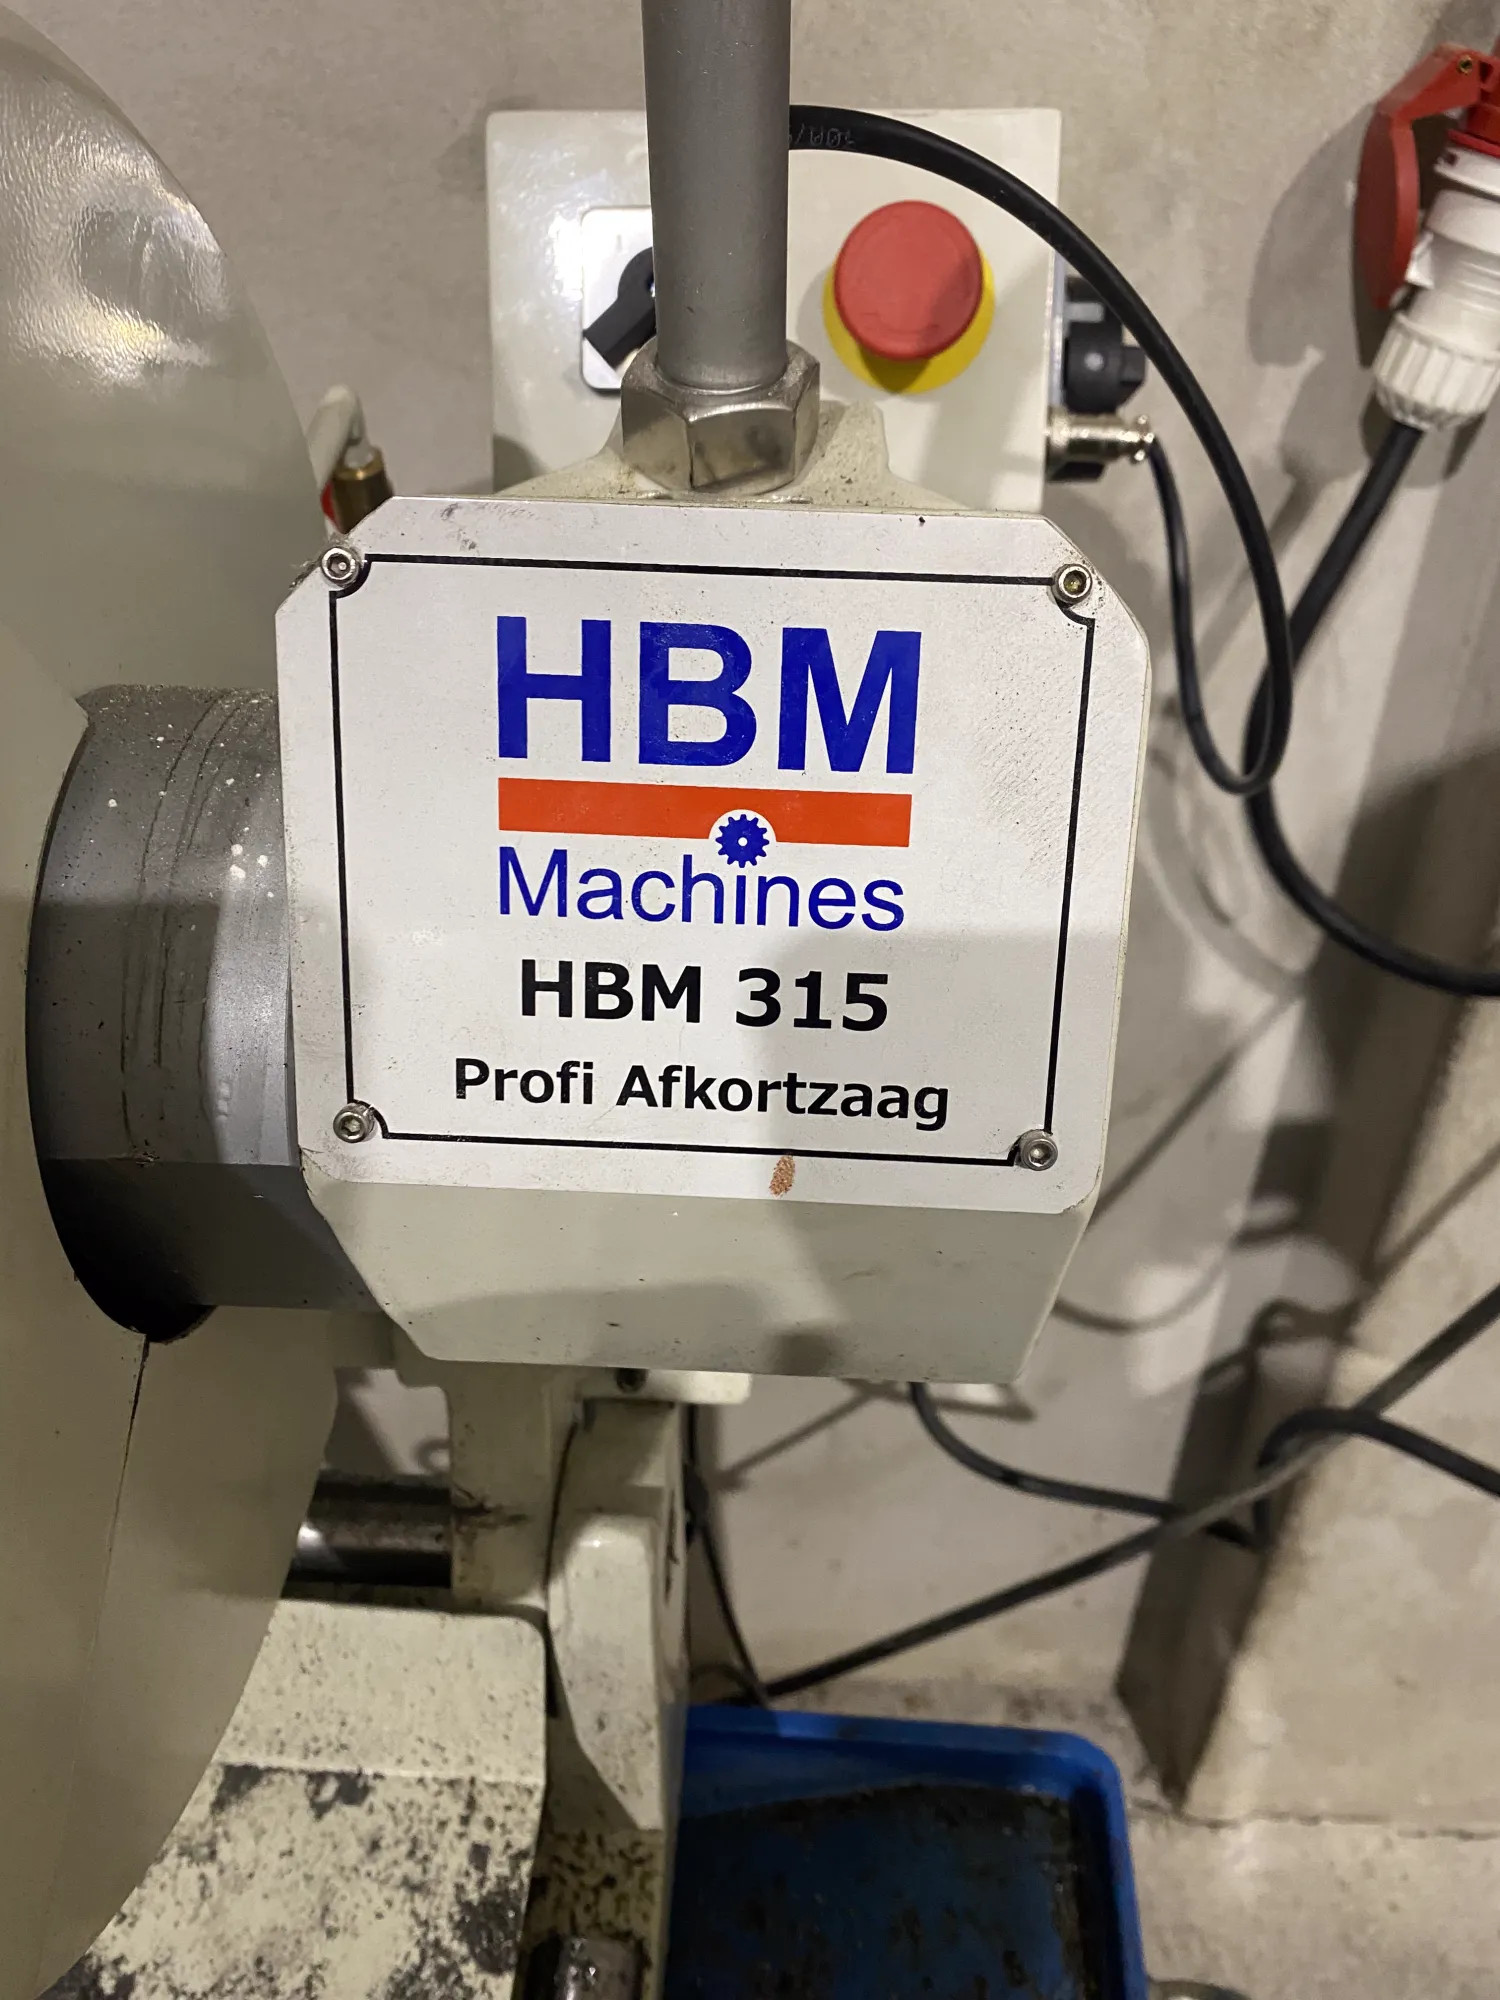 HBM
Machines
HBM 315
Profi Afkortzaag